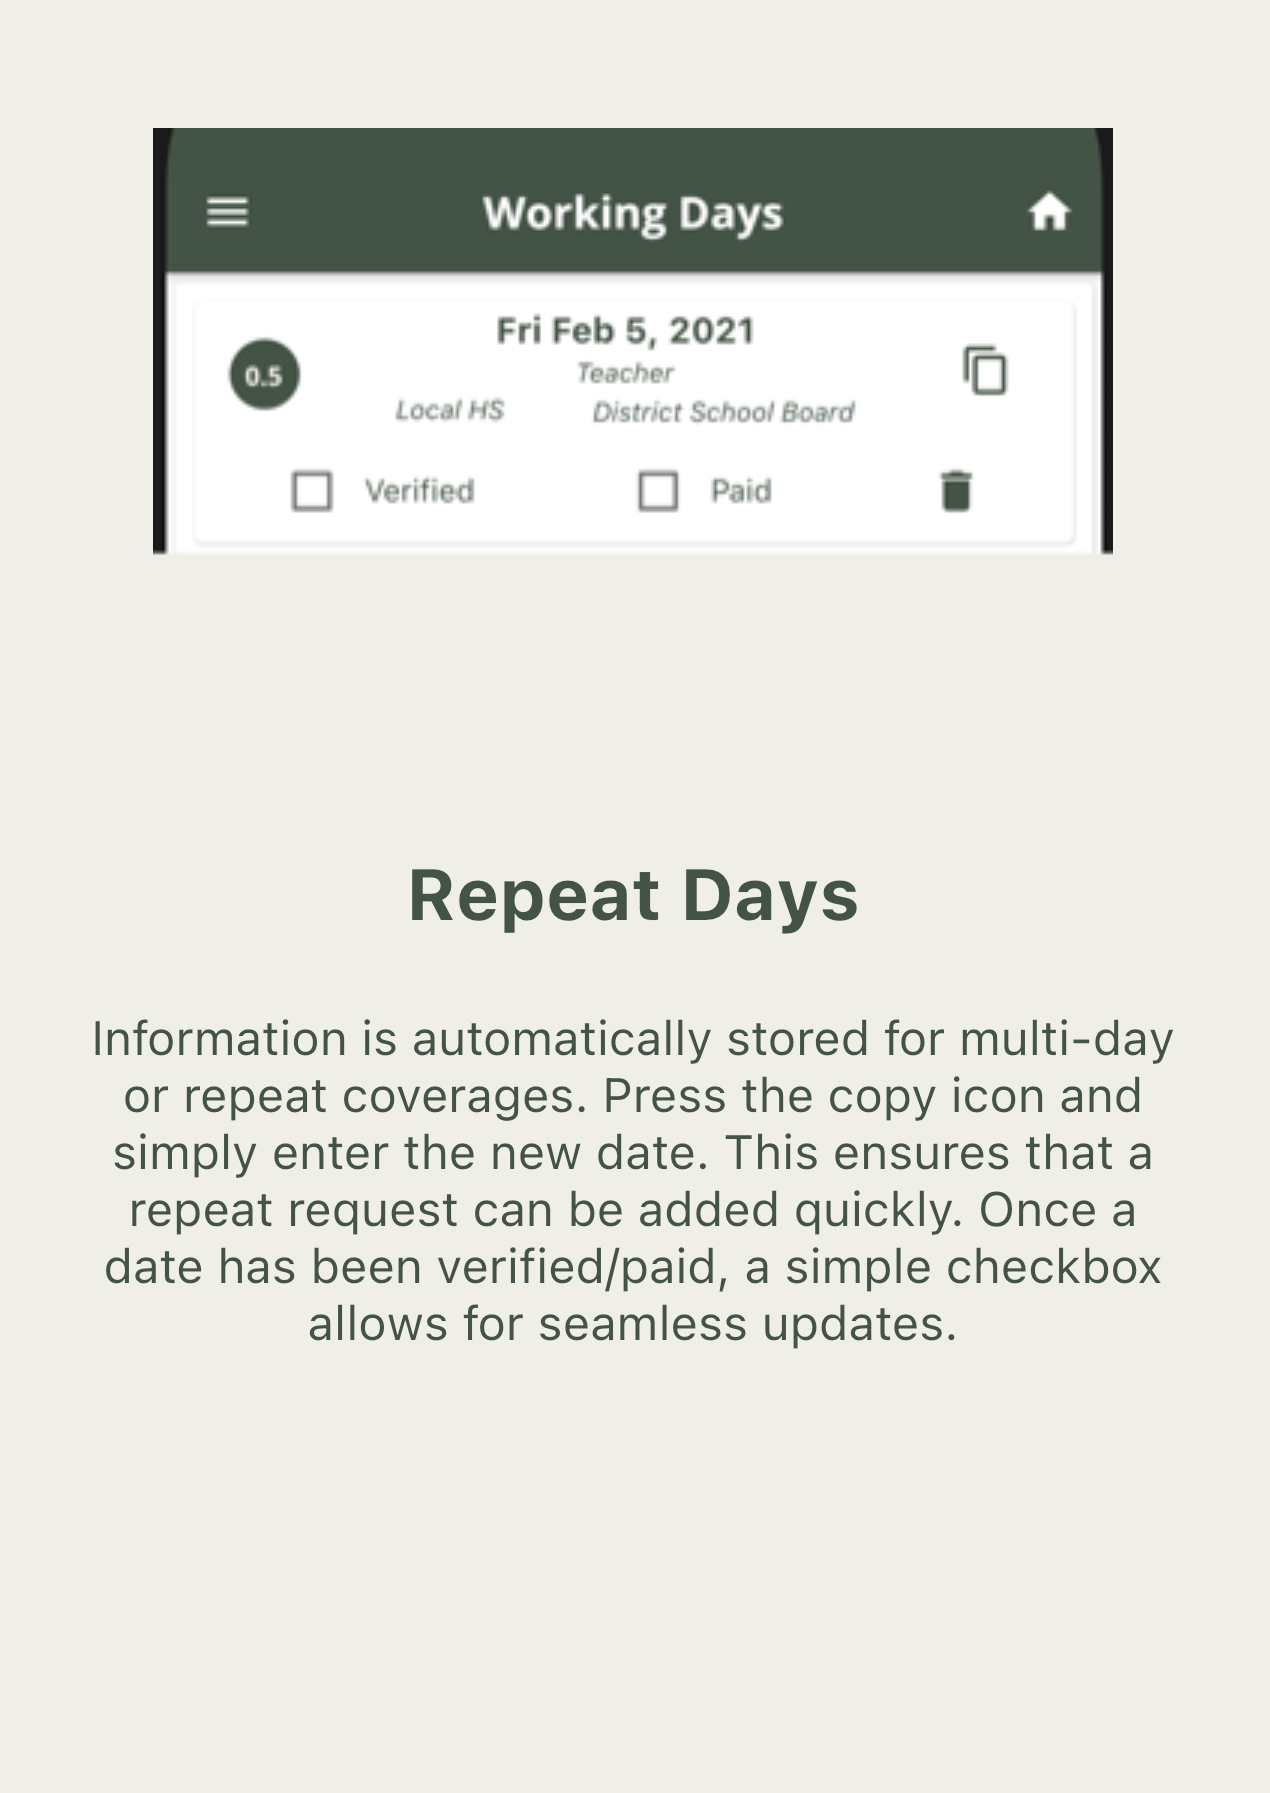 Working Days
Fri Feb 5, 2021
0.5
Teacher
Local HS District School Board
Verified Paid
Repeat Days
Information is automatically stored for multi-day
or repeat coverages. Press the copy icon and
simply enter the new date. This ensures that a
repeat request can be added quickly. Once a
date has been verified/paid, a simple checkbox
allows for seamless updates.